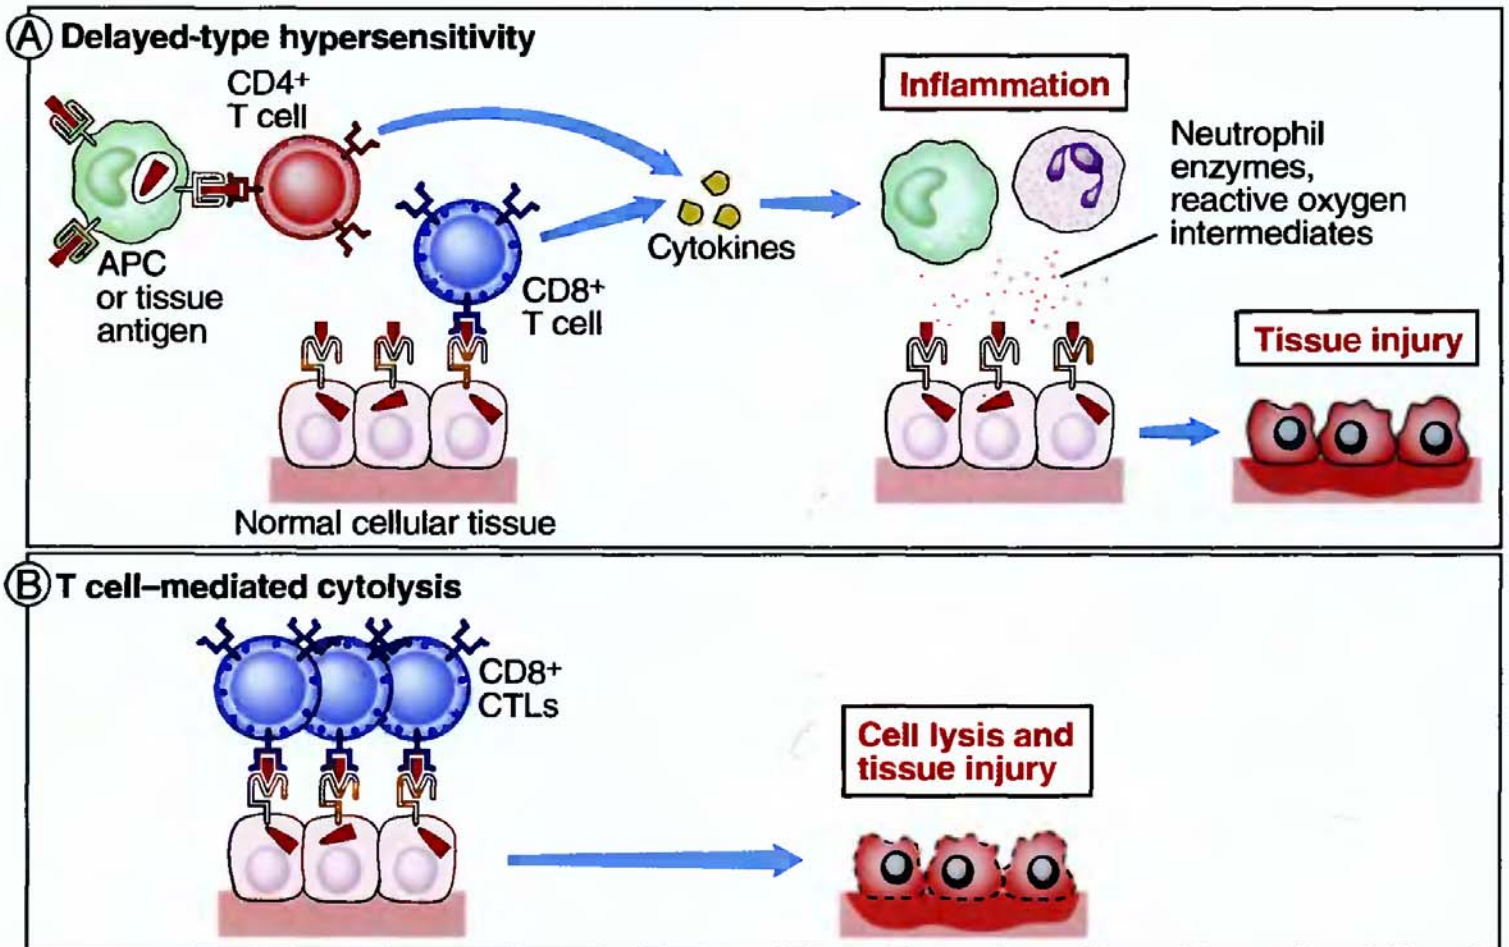 A Delayed-type hypersensitivity
CD4+
T cell
APC
or tissue
antigen
CD8+
T cell
Normal cellular tissue
Cytokines
Inflammation
Neutrophil
enzymes,
reactive oxygen
intermediates
Tissue injury
B T cell–mediated cytolysis
CD8+
CTLs
Cell lysis and
tissue injury